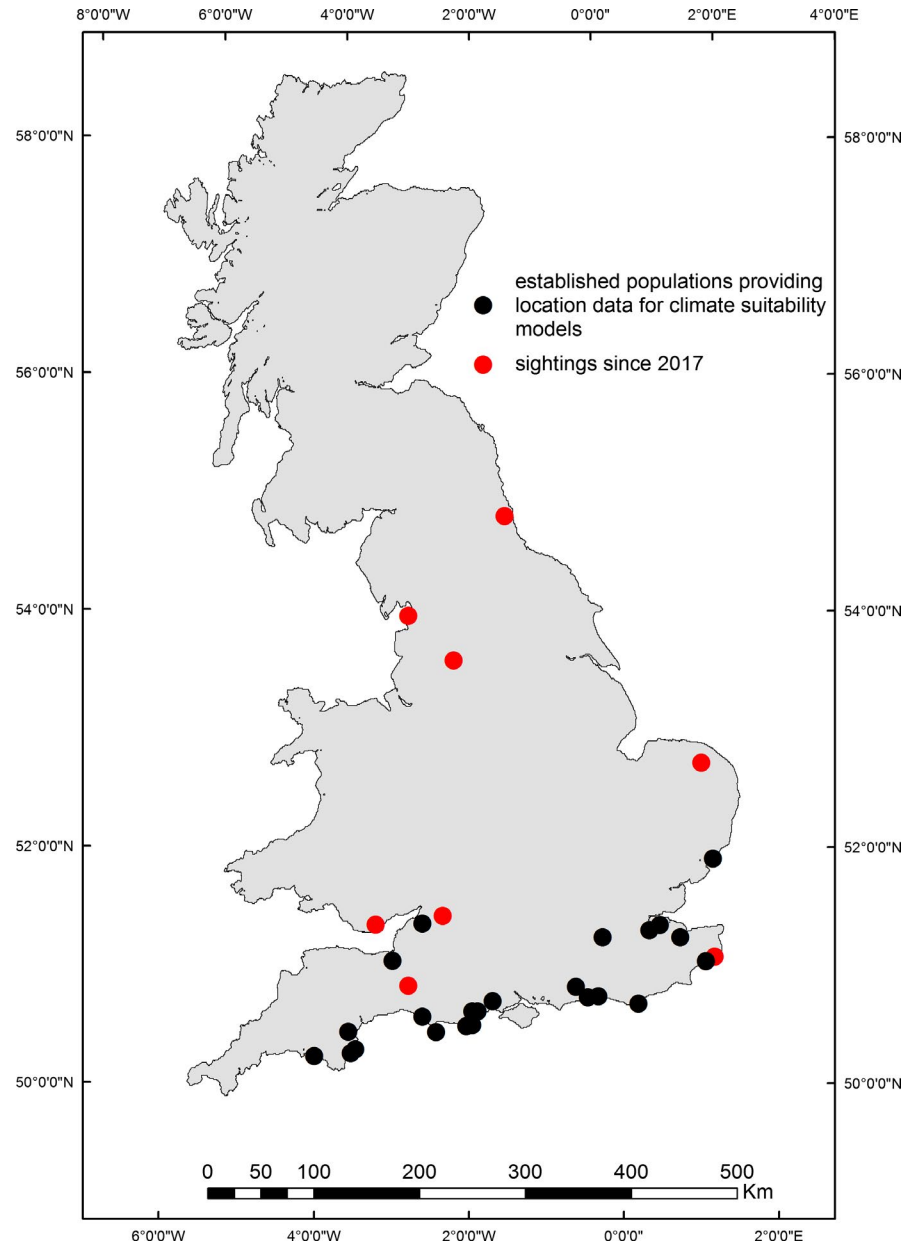 8°0'0"W 6°0'0"W 4°0'0"W 2°0'0"W 0°0'0" 2°0'0"E 4°0'0"E
58°0'0"N 58°0'0"N
established populations providing
location data for climate suitability
models
sightings since 2017
56°0'0"N 56°0'0"N
54°0'0"N 54°0'0"N
52°0'0"N 52°0'0"N
50°0'0"N 50°0'0"N
0 50 100 200 300 400 500
Km
6°0'0"W 4°0'0"W 2°0'0"W 0°0'0" 2°0'0"E